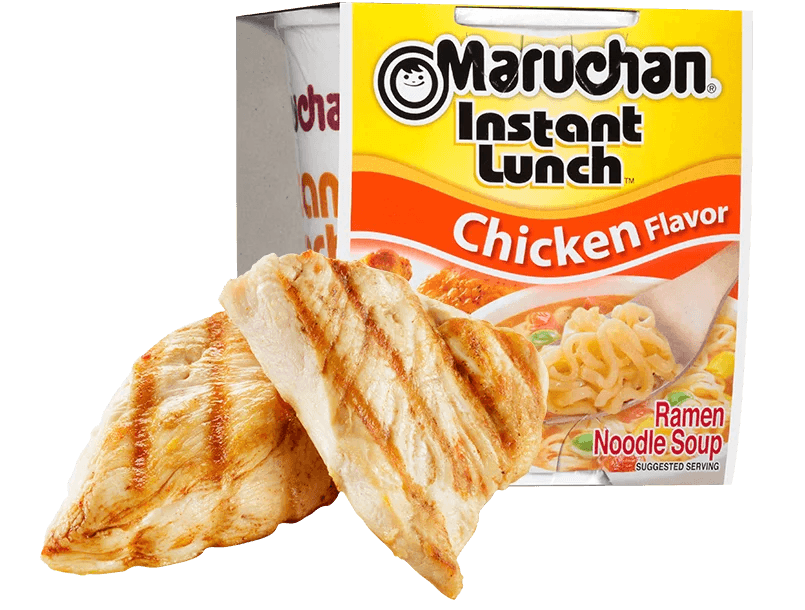 Maruchan®
Instant
Lunch™
Chicken Flavor
Ramen
Noodle Soup
SUGGESTED SERVING